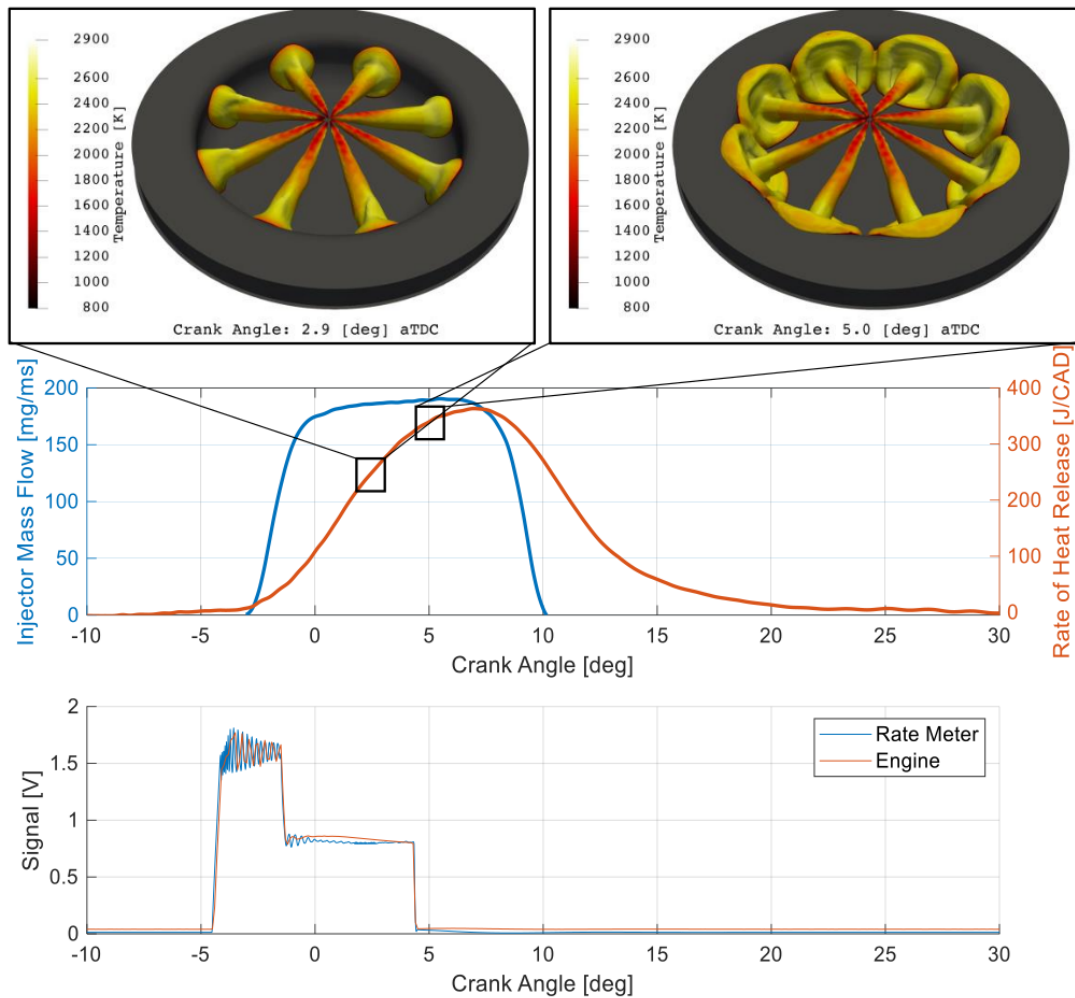 2900
2600
2400
2200
2000
1800
1600
1400
1200
1000
800
Temperature [K]
Crank Angle: 2.9 [deg] aTDC
2900
2600
2400
2200
2000
1800
1600
1400
1200
1000
800
Temperature [K]
Crank Angle: 5.0 [deg] aTDC
Injector Mass Flow [mg/ms]
200
150
100
50
0
400
300
200
100
0
Rate of Heat Release [J/CAD]
-10 -5 0 5 10 15 20 25 30
Crank Angle [deg]
Signal [V]
2
1.5
1
0.5
0
Rate Meter
Engine
-10 -5 0 5 10 15 20 25 30
Crank Angle [deg]